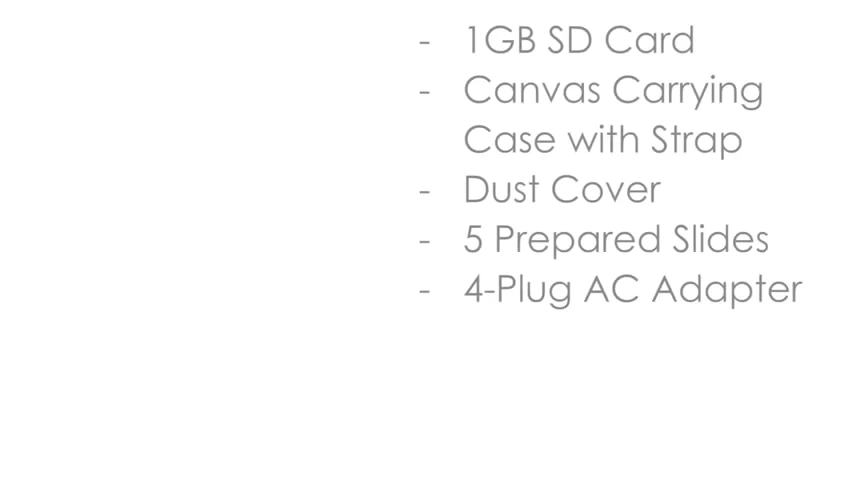 - 1GB SD Card
- Canvas Carrying
Case with Strap
- Dust Cover
- 5 Prepared Slides
- 4-Plug AC Adapter